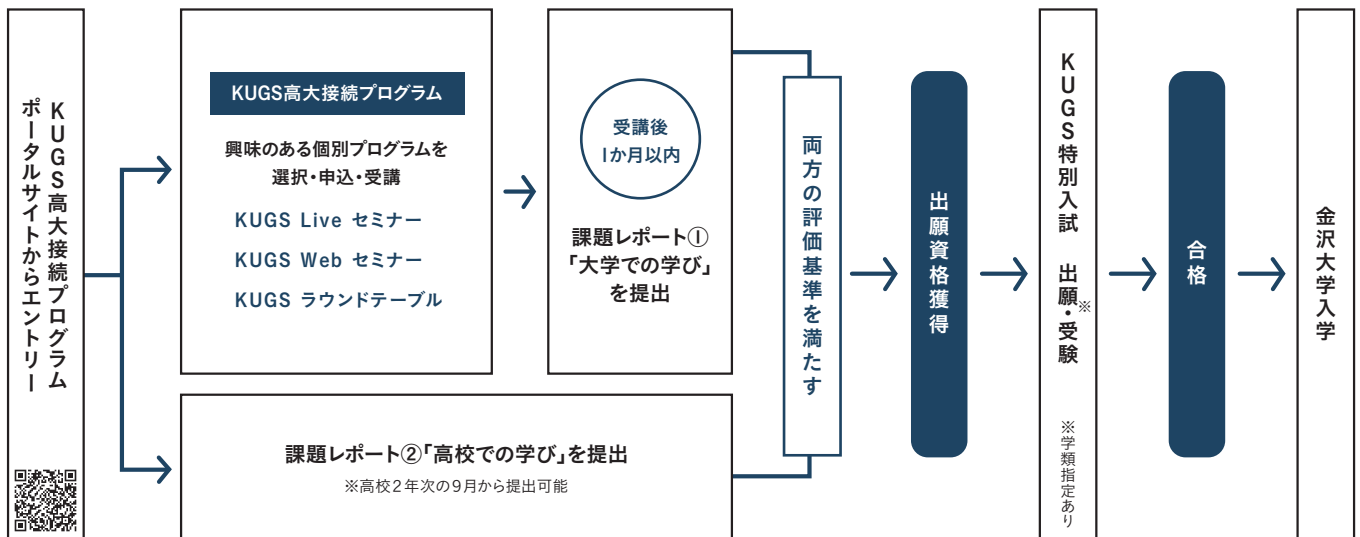 KUGS高大接続プログラム
ポータルサイトからエントリー
KUGS高大接続プログラム
興味のある個別プログラムを
選択・申込・受講
KUGS Live セミナー
KUGS Web セミナー
KUGS ラウンドテーブル
受講後
1か月以内
課題レポート①
「大学での学び」
を提出
課題レポート②「高校での学び」を提出
※高校2年次の9月から提出可能
両方の評価基準を満たす
出願資格獲得
KUGS特別入試 出願・受験※
※学類指定あり
合格
金沢大学入学